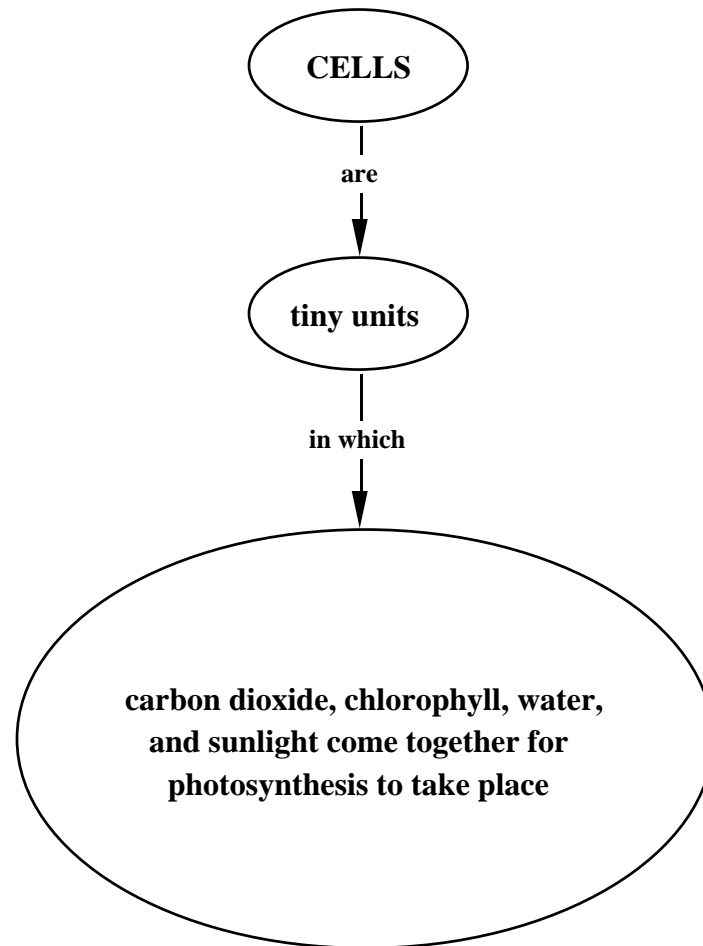 CELLS
are
tiny units
in which
carbon dioxide, chlorophyll, water,
and sunlight come together for
photosynthesis to take place